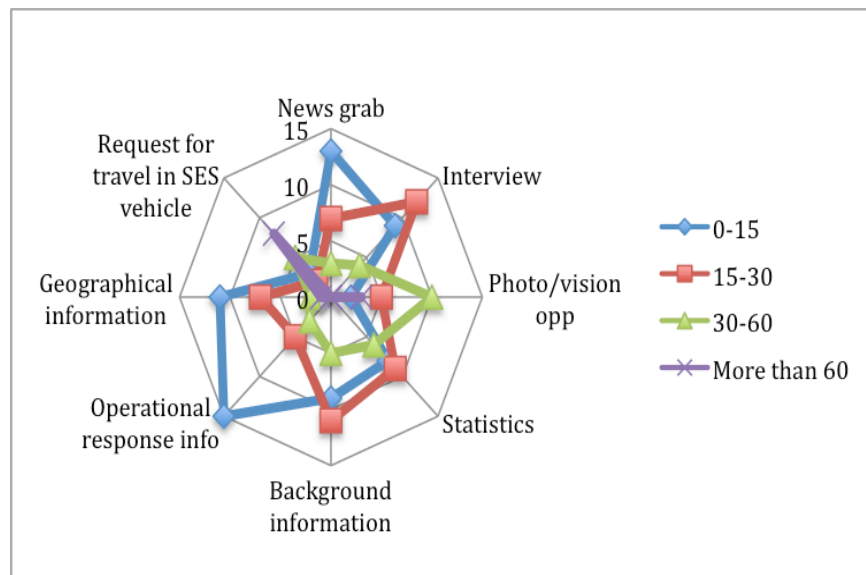 News grab
15
Request for
travel in SES
vehicle
10
Interview
5
Geographical
information
0
Photo/vision
opp
Operational
response info
Statistics
Background
information
0-15
15-30
30-60
More than 60